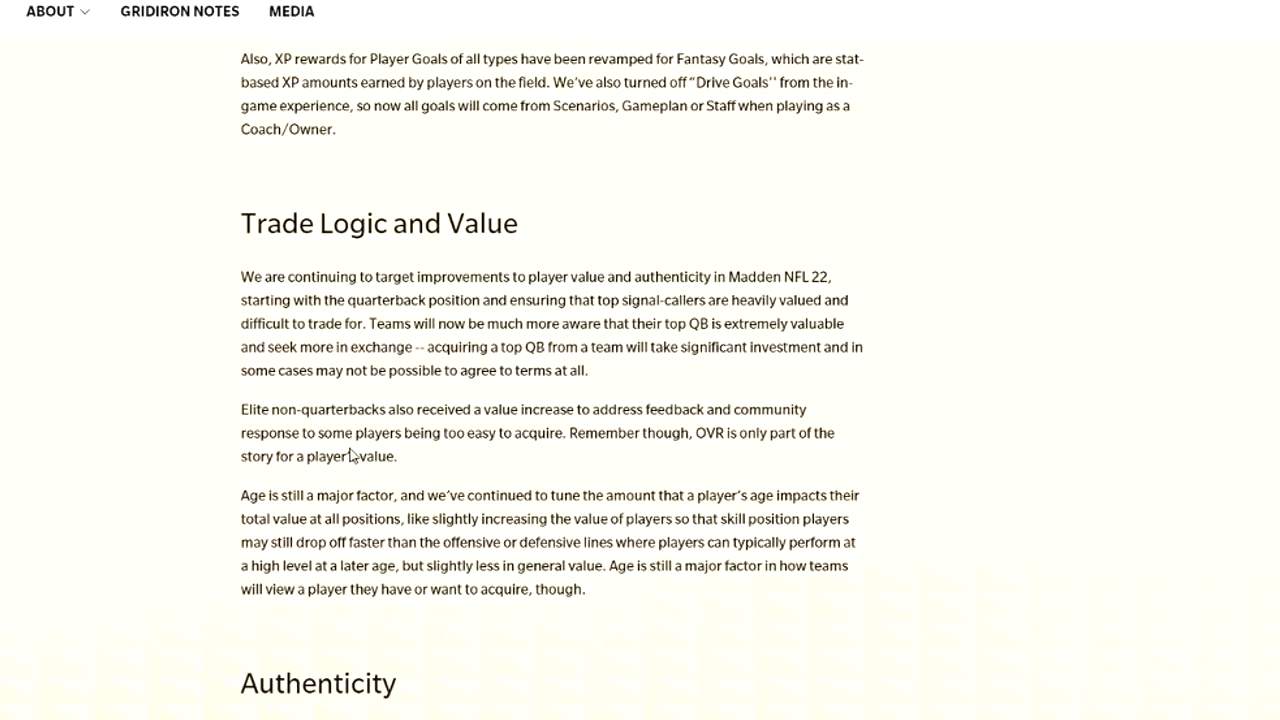 ABOUT GRIDIRON NOTES MEDIA
Also, XP rewards for Player Goals of all types have been revamped for Fantasy Goals, which are stat-
based XP amounts earned by players on the field. We've also turned off “Drive Goals'' from the in-
game experience, so now all goals will come from Scenarios, Gameplan or Staff when playing as a
Coach/Owner.
Trade Logic and Value
We are continuing to target improvements to player value and authenticity in Madden NFL 22,
starting with the quarterback position and ensuring that top signal-callers are heavily valued and
difficult to trade for. Teams will now be much more aware that their top QB is extremely valuable
and seek more in exchange -- acquiring a top QB from a team will take significant investment and in
some cases may not be possible to agree to terms at all.
Elite non-quarterbacks also received a value increase to address feedback and community
response to some players being too easy to acquire. Remember though, OVR is only part of the
story for a player's value.
Age is still a major factor, and we've continued to tune the amount that a player's age impacts their
total value at all positions, like slightly increasing the value of players so that skill position players
may still drop off faster than the offensive or defensive lines where players can typically perform at
a high level at a later age, but slightly less in general value. Age is still a major factor in how teams
will view a player they have or want to acquire, though.
Authenticity